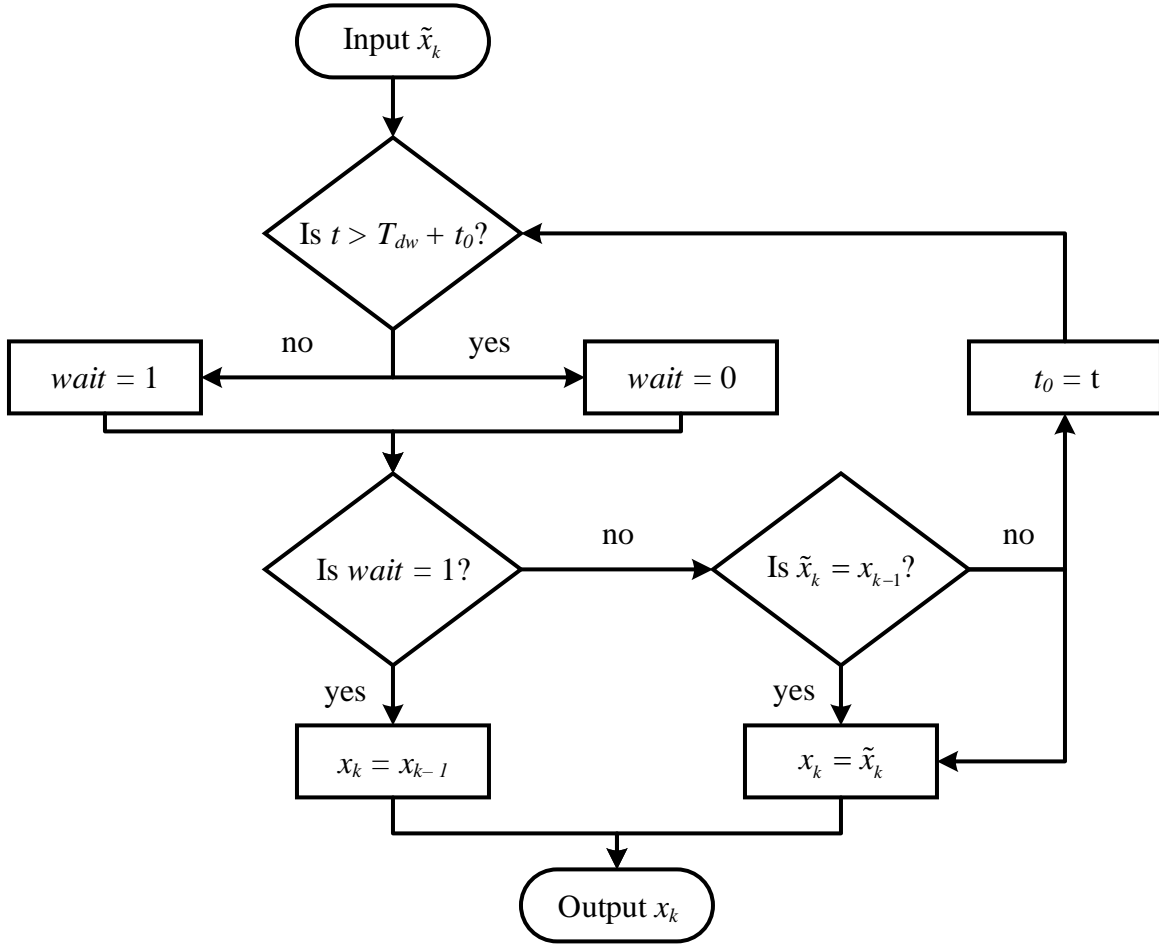 Input x̃ₖ
Is t > T_dw + t₀?
no
yes
wait = 1
wait = 0
t₀ = t
Is wait = 1?
no
Is x̃ₖ = xₖ₋₁?
no
yes
yes
xₖ = xₖ₋₁
xₖ = x̃ₖ
Output xₖ